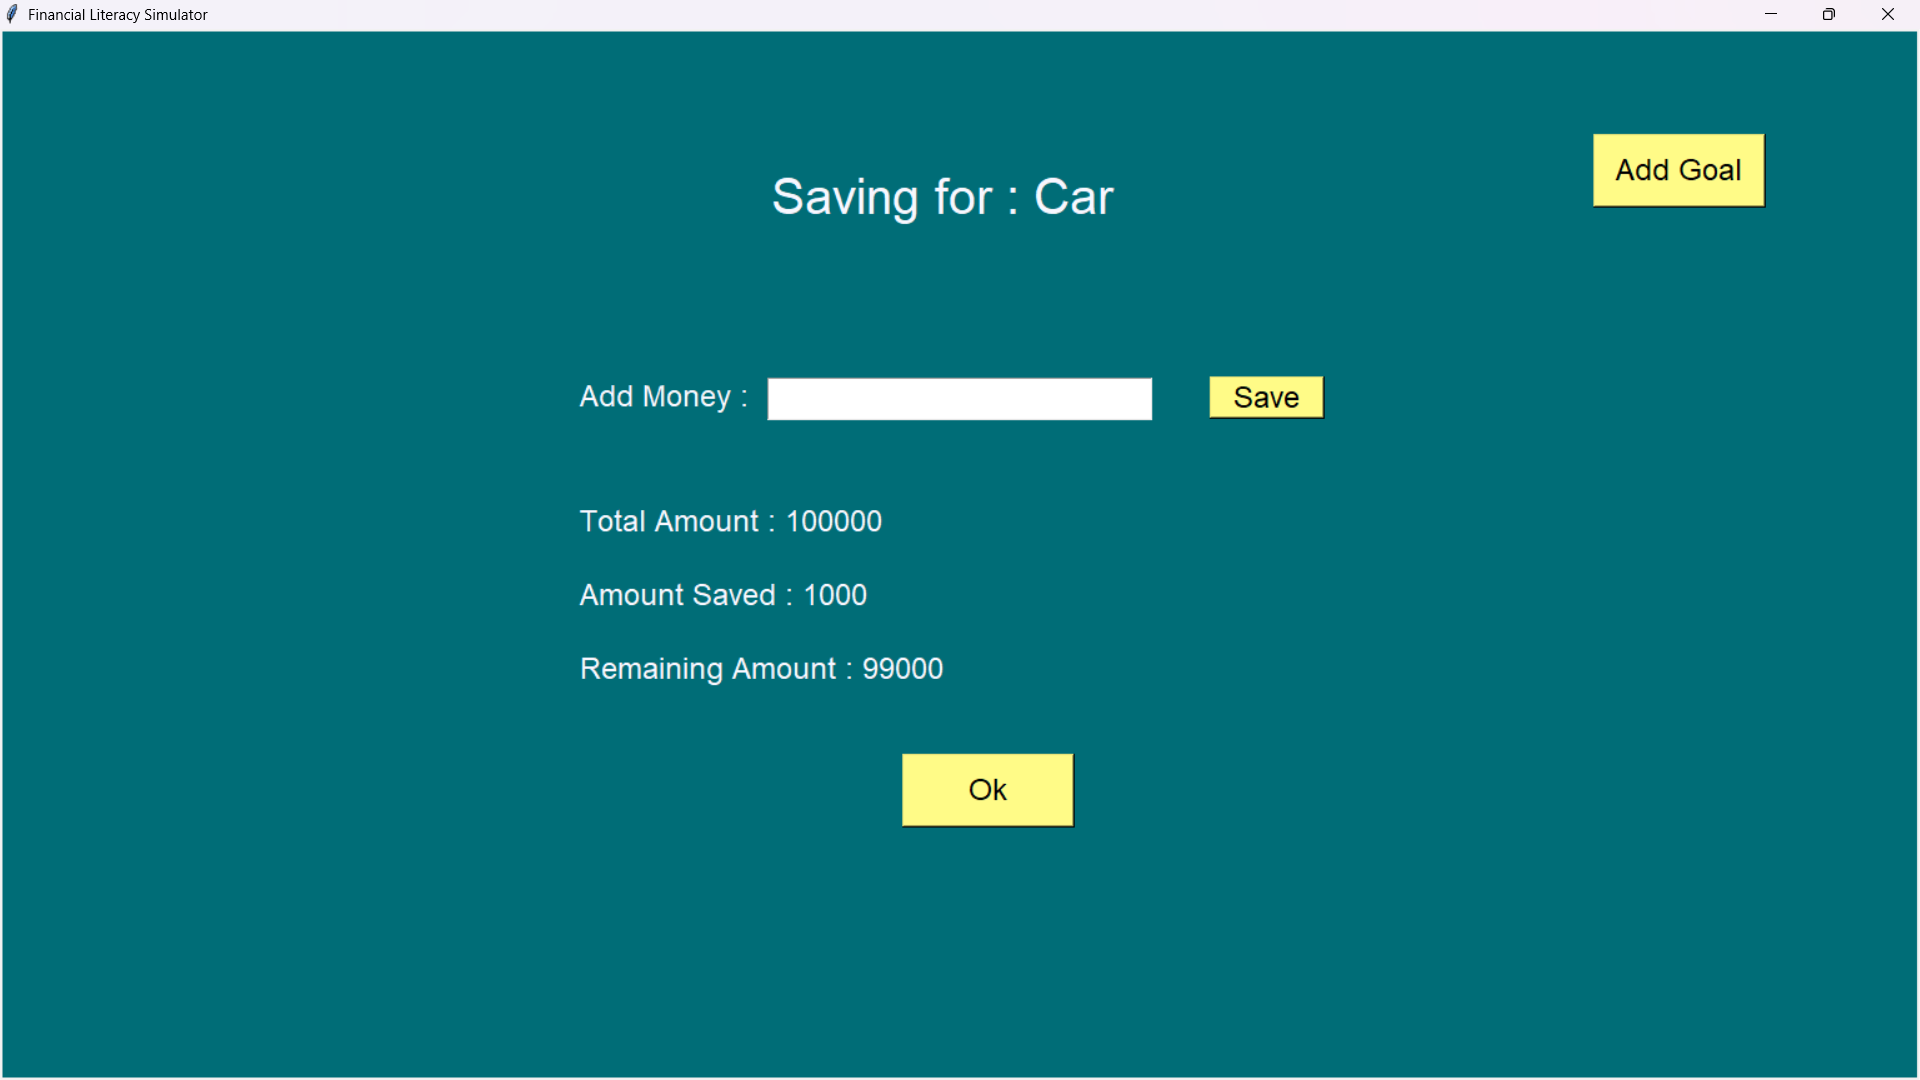 Financial Literacy Simulator
Add Goal
Saving for : Car
Add Money :
Save
Total Amount : 100000
Amount Saved : 1000
Remaining Amount : 99000
Ok